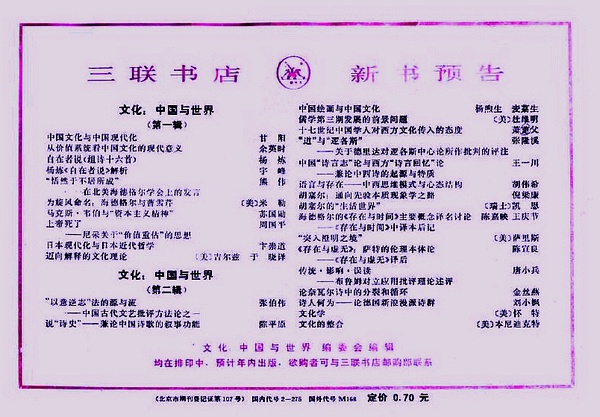 三联书店 新书预告
文化：中国与世界
（第一辑）
中国文化与中国现代化 甘阳
从价值系统看中国文化的现代意义 余英时
自在者说(组诗十六首) 杨炼
杨炼《自在者说》解析 宇峰
“恬然于不居所成” 熊伟
——在北美海德格尔学会上的发言
为旋风命名：海德格尔与普雷芹 (美)米勒
马克斯·韦伯与“资本主义精神” 苏国勋
上帝死了 周国平
——尼采关于“价值重估”的思想
日本现代化与日本近代哲学 卞崇道
迈向解释的文化理论 (美)吉尔兹 于晓译
文化：中国与世界
（第二辑）
“以意逆志”法的源与流 张伯伟
——中国古代文艺批评方法论之一
说“诗史”——兼论中国诗歌的叙事功能 陈平原
中国绘画与中国文化 杨煦生 安嘉生
儒学第三期发展的前景问题 (美)杜维明
十七世纪中国学人对西方文化传入的态度 萧萐父
“道”与“逻各斯” 张隆溪
——关于德里达对逻各斯中心论所作批判的评注
中国“诗言志”论与西方“诗言回忆”论 王一川
——兼论中西诗的起源与特质
语言与存在——中西思维模式与心态结构 胡伟希
胡塞尔：通向先验本质现象学之路 倪梁康
胡塞尔的“生活世界” (瑞士)凯恩
海德格尔的《存在与时间》主要概念译名讨论 陈嘉映 王庆节
——《存在与时间》中译本后记
“突入澄明之境” (美)萨里斯
《存在与虚无》：萨特的伦理本体论 陈宣良
——《存在与虚无》译后
传统·影响·误读 唐小兵
——布鲁姆对立应用批评理论述评
论奈瓦尔诗中的分裂和循环 金丝燕
诗人何为——论德国新浪漫派诗群 刘小枫
文化学 (美)怀特
文化的整合 (美)本尼迪克特
“文化：中国与世界”编委会编辑
均在排印中，预计年内出版，欲购者可与三联书店邮购部联系
（北京市期刊登记证第107号） 国内代号2—275 国外代号M168 定价 0.70 元